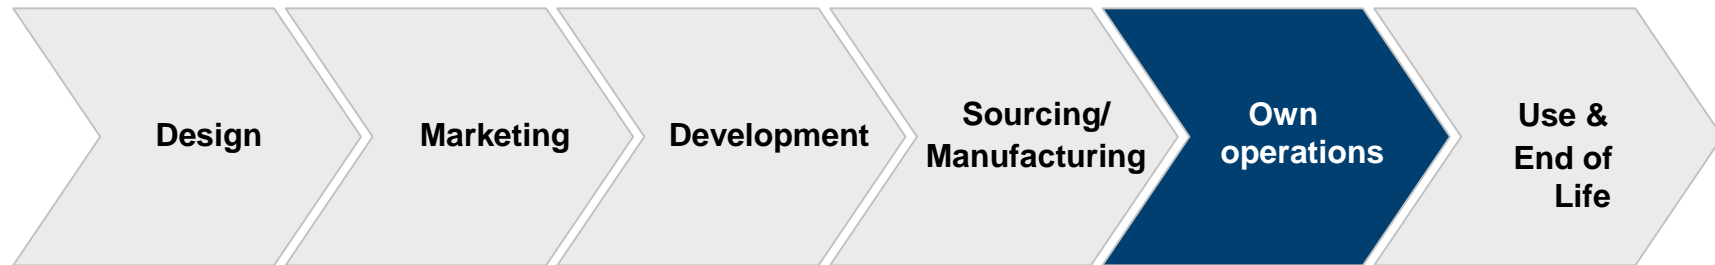 Design
Marketing
Development
Sourcing/
Manufacturing
Own
operations
Use &
End of
Life